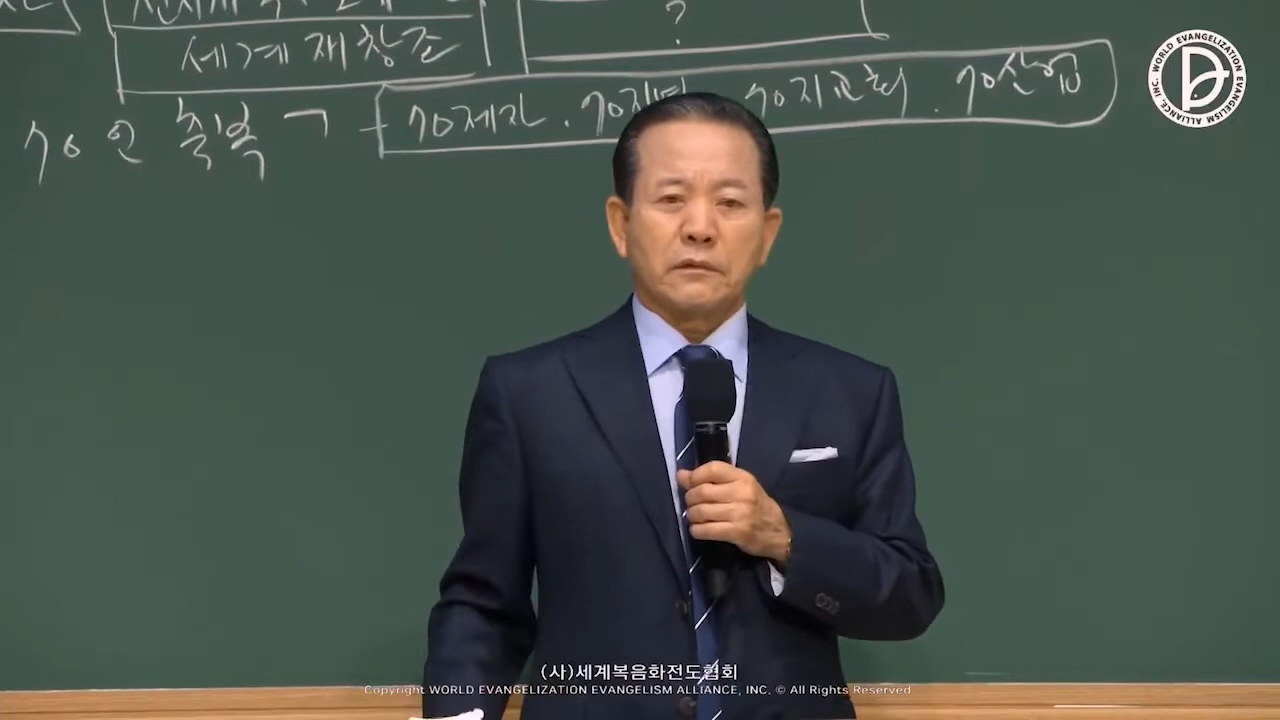 ?
세계재창조
70인 축복 ㄱ - 70제자 . 70지역 . 70지교회 . 70산업
WORLD EVANGELIZATION EVANGELISM ALLIANCE, INC.
(사)세계복음화전도협회
Copyright WORLD EVANGELIZATION EVANGELISM ALLIANCE, INC. © All Rights Reserved